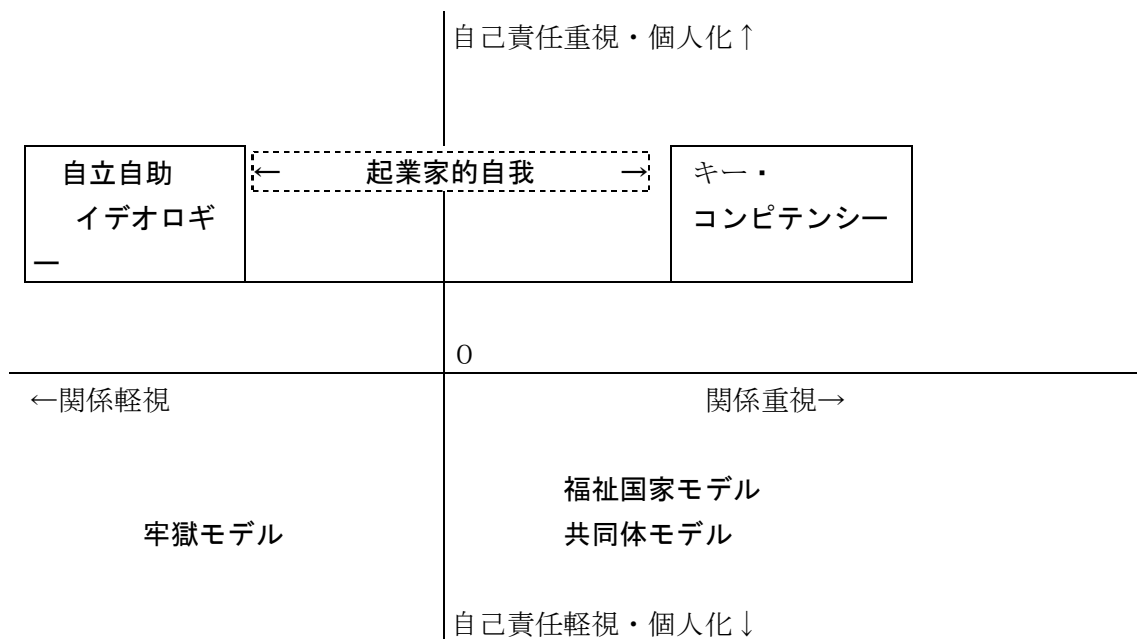 自己責任重視・個人化↑
自立自助
イデオロギ
ー
← 起業家的自我 →
キー・
コンピテンシー
0
←関係軽視
関係重視→
福祉国家モデル
牢獄モデル
共同体モデル
自己責任軽視・個人化↓